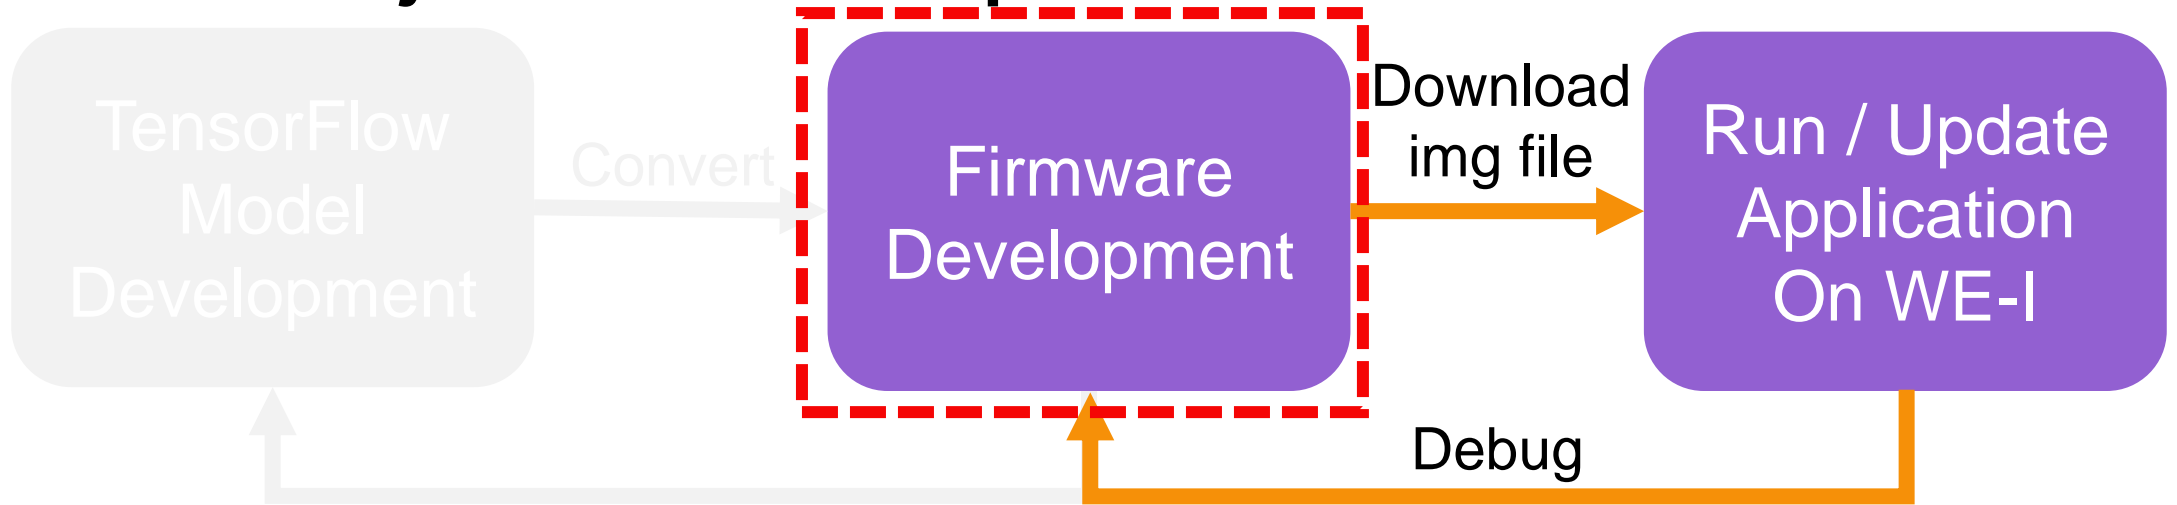 TensorFlow
Model
Development
Convert
Firmware
Development
Download
img file
Run / Update
Application
On WE-I
Debug